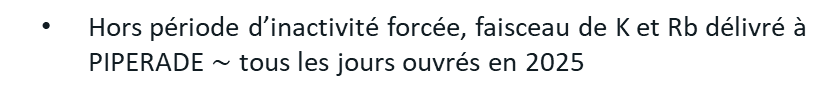 • Hors période d’inactivité forcée, faisceau de K et Rb délivré à
PIPERADE ~ tous les jours ouvrés en 2025